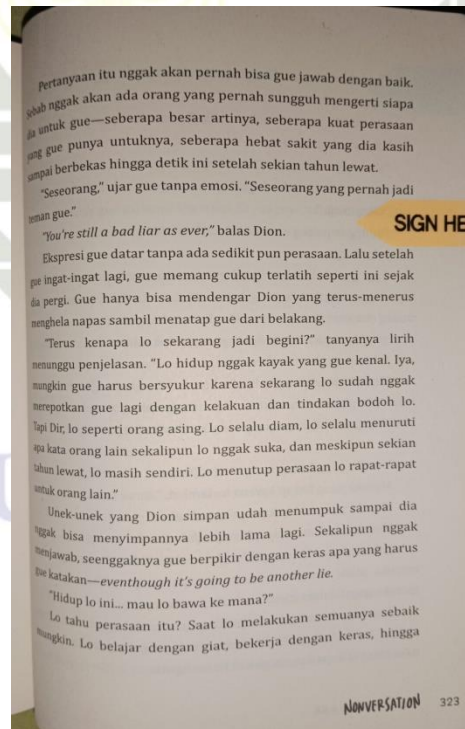 Pertanyaan itu nggak akan pernah bisa gue jawab dengan baik.
Sebab nggak akan ada orang yang pernah sungguh mengerti siapa
dia untuk gue—seberapa besar artinya, seberapa kuat perasaan
yang gue punya untuknya, seberapa hebat sakit yang dia kasih
sampai berbekas hingga detik ini setelah sekian tahun lewat.
“Seseorang,” ujar gue tanpa emosi. “Seseorang yang pernah jadi
teman gue.”
SIGN HE
“You’re still a bad liar as ever,” balas Dion.
Ekspresi gue datar tanpa ada sedikit pun perasaan. Lalu setelah
gue ingat-ingat lagi, gue memang cukup terlatih seperti ini sejak
dia pergi. Gue hanya bisa mendengar Dion yang terus-menerus
menghela napas sambil menatap gue dari belakang.
“Terus kenapa lo sekarang jadi begini?” tanyanya lirih
menunggu penjelasan. “Lo hidup nggak kayak yang gue kenal. Iya,
mungkin gue harus bersyukur karena sekarang lo sudah nggak
merepotkan gue lagi dengan kelakuan dan tindakan bodoh lo.
Tapi Dir, lo seperti orang asing. Lo selalu diam, lo selalu menuruti
apa kata orang lain sekalipun lo nggak suka, dan meskipun sekian
tahun lewat, lo masih sendiri. Lo menutup perasaan lo rapat-rapat
untuk orang lain.”
Unek-unek yang Dion simpan udah menumpuk sampai dia
nggak bisa menyimpannya lebih lama lagi. Sekalipun nggak
menjawab, seenggaknya gue berpikir dengan keras apa yang harus
gue katakan—eventhough it’s going to be another lie.
“Hidup lo ini... mau lo bawa ke mana?”
Lo tahu perasaan itu? Saat lo melakukan semuanya sebaik
mungkin. Lo belajar dengan giat, bekerja dengan keras, hingga
NONVERSATION 323